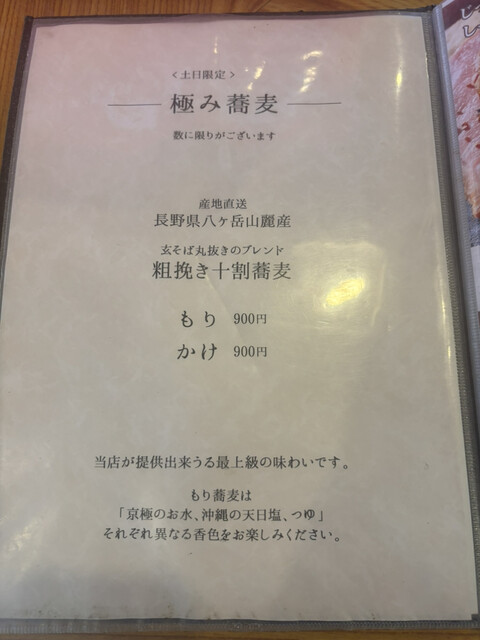 ＜土日限定＞
極み蕎麦
数に限りがございます
産地直送
長野県八ヶ岳山麓産
玄そば丸抜きのブレンド
粗挽き十割蕎麦
もり 900円
かけ 900円
当店が提供出来うる最上級の味わいです。
もり蕎麦は
「京極のお水、沖縄の天日塩、つゆ」
それぞれ異なる香色をお楽しみください。